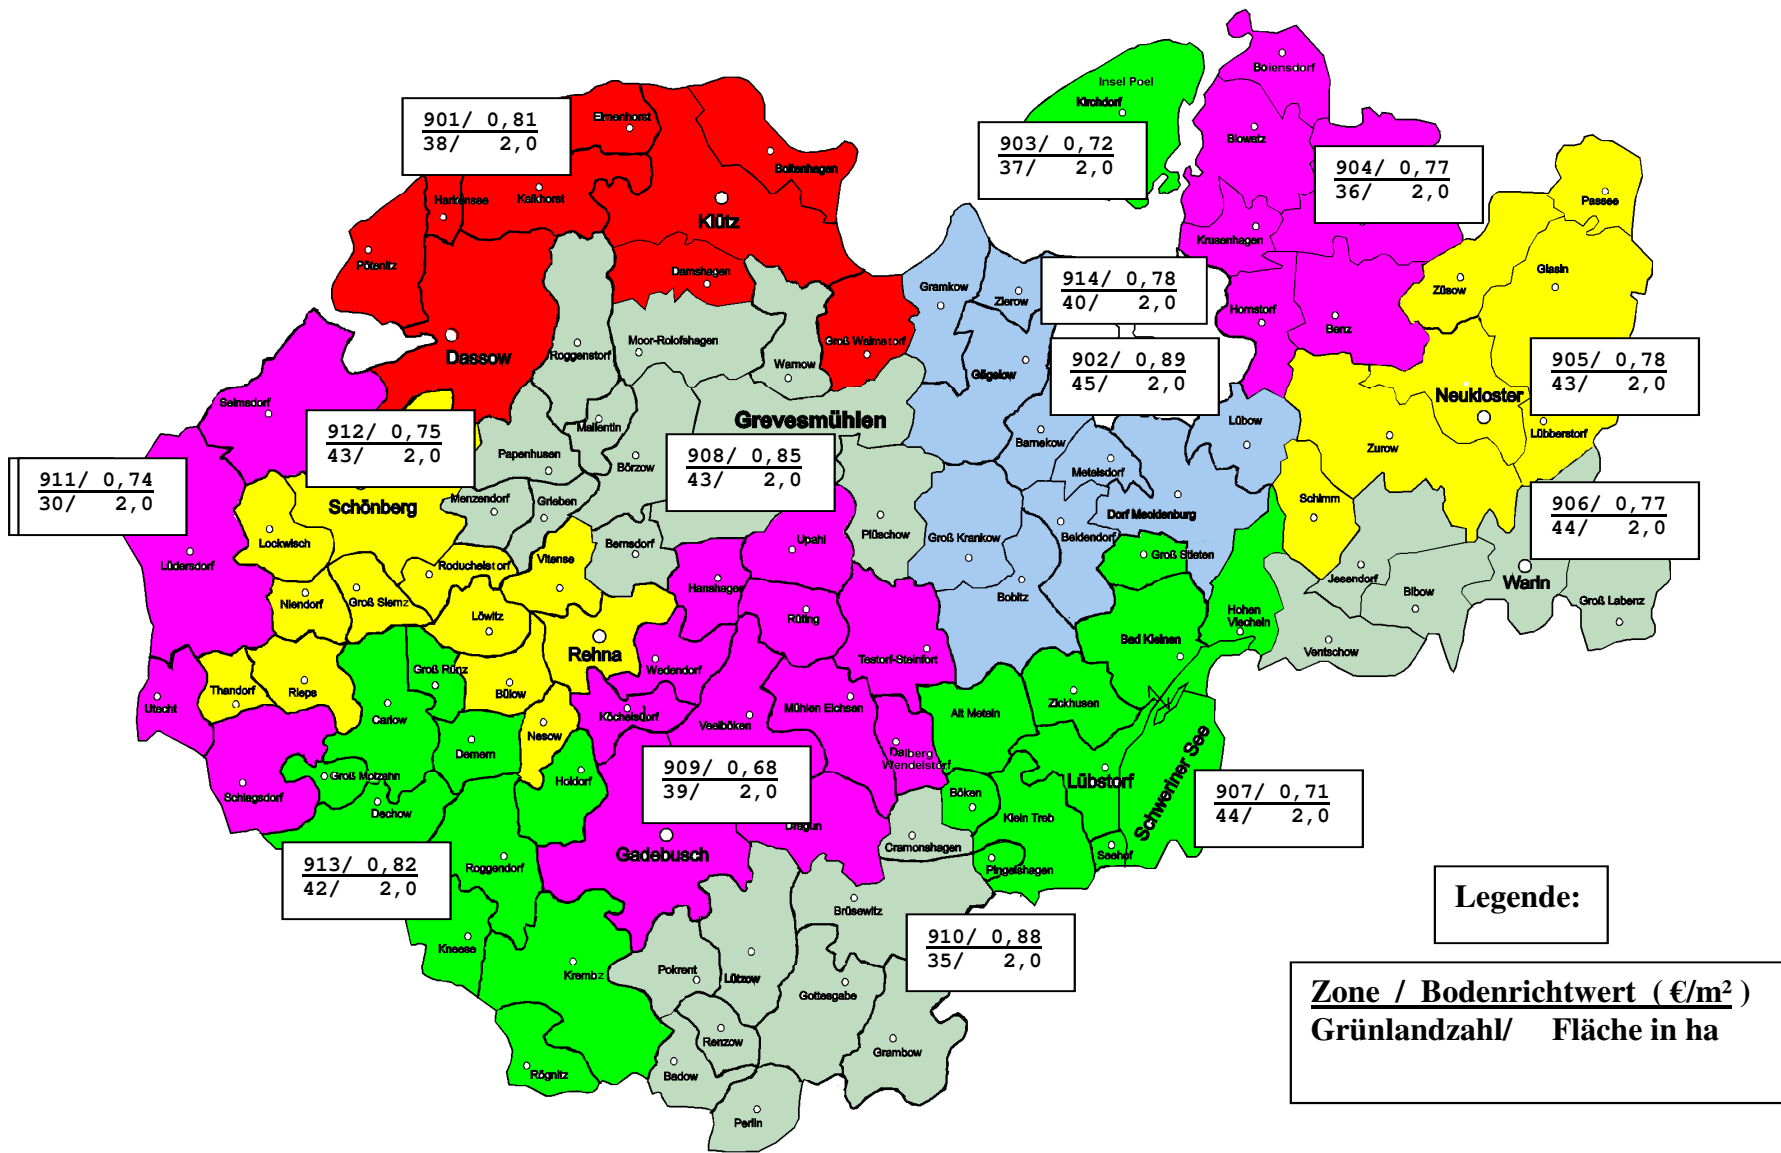 Boiensdorf
Insel Poel
Kirchdorf
901/ 0,81
38/ 2,0
Elmenhorst
Blowatz
903/ 0,72
37/ 2,0
904/ 0,77
36/ 2,0
Boltenhagen
Harkensee
Kalkhorst
Klütz
Passee
Krusenhagen
Pötenitz
Damshagen
Gramkow
Zierow
914/ 0,78
40/ 2,0
Hornstorf
Benz
Züsow
Glasin
Dassow
Roggenstorf
Moor-Rolofshagen
Warnow
Groß Walmstorf
Gägelow
902/ 0,89
45/ 2,0
905/ 0,78
43/ 2,0
Neukloster
Selmsdorf
912/ 0,75
43/ 2,0
Mallentin
Grevesmühlen
Barnekow
Lübow
Zurow
Lübberstorf
911/ 0,74
30/ 2,0
Papenhusen
Börzow
908/ 0,85
43/ 2,0
Metelsdorf
Schönberg
Menzendorf
Grieben
Dorf Mecklenburg
Schimm
906/ 0,77
44/ 2,0
Lockwisch
Lüdersdorf
Roduchelstorf
Vitense
Bernsdorf
Upahl
Plüschow
Groß Krankow
Beidendorf
Groß Stieten
Jesendorf
Bibow
Warin
Groß Labenz
Niendorf
Groß Siemz
Löwitz
Hanshagen
Rüting
Bobitz
Bad Kleinen
Hohen
Viecheln
Ventschow
Rehna
Wedendorf
Testorf-Steinfort
Utecht
Thandorf
Rieps
Groß Rünz
Bülow
Carlow
Köchelsdorf
Veelböken
Mühlen Eichsen
Alt Meteln
Zickhusen
Nesow
Demern
Dalberg
Wendelstorf
Schlagsdorf
Groß Molzahn
Dechow
Holdorf
909/ 0,68
39/ 2,0
Böken
Klein Treb
Lübstorf
Schweriner See
907/ 0,71
44/ 2,0
Dragun
Cramonshagen
Seehof
Pingelshagen
913/ 0,82
42/ 2,0
Roggendorf
Gadebusch
Brüsewitz
Legende:
910/ 0,88
35/ 2,0
Kneese
Krembz
Pokrent
Lützow
Gottesgabe
Zone / Bodenrichtwert ( €/m² )
Grünlandzahl/ Fläche in ha
Renzow
Grambow
Rögnitz
Badow
Perlin